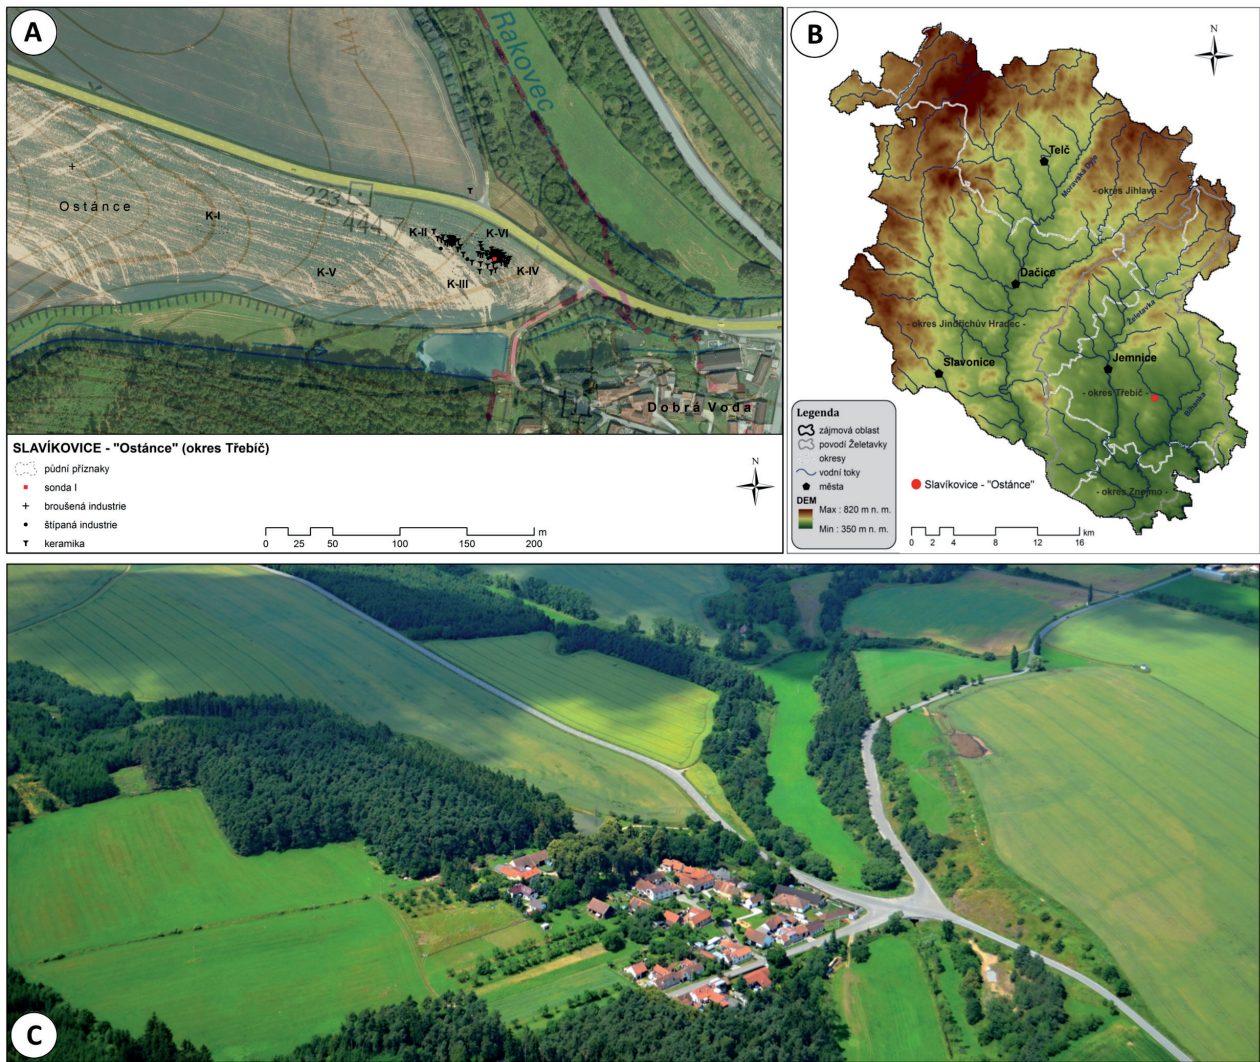 A
Rakovec
444
223
444.7
Ostánce
K-I
K-II
K-VI
K-V
K-IV
K-III
Dobrá Voda
SLAVÍKOVICE - "Ostánce" (okres Třebíč)
půdní příznaky
sonda I
broušená industrie
štípaná industrie
keramika
N
0 25 50 100 150 200 m
B
N
Telč
Moravská Dyje
- okres Jihlava -
Dačice
Želetavka
- okres Jindřichův Hradec -
Jemnice
Slavonice
- okres Třebíč -
Bihanka
- okres Znojmo -
Legenda
zájmová oblast
povodí Želetavky
okresy
vodní toky
města
DEM
Max : 820 m n. m.
Min : 350 m n. m.
Slavíkovice - "Ostánce"
0 2 4 8 12 16 km
C